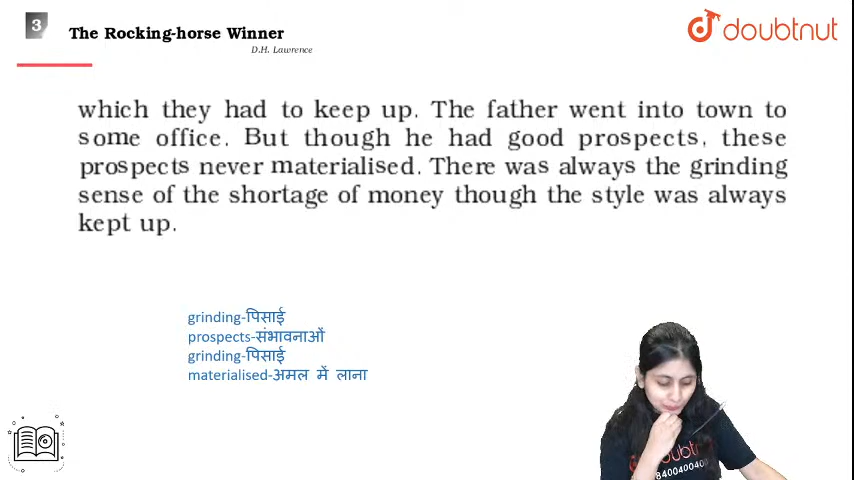 3
The Rocking-horse Winner
D.H. Lawrence
doubtnut
which they had to keep up. The father went into town to
some office. But though he had good prospects, these
prospects never materialised. There was always the grinding
sense of the shortage of money though the style was always
kept up.
grinding-पिसाई
prospects-संभावनाओं
grinding-पिसाई
materialised-अमल में लाना